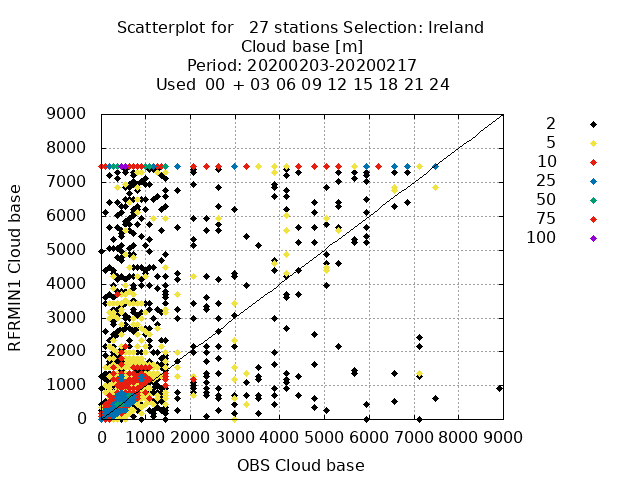 Scatterplot for   27 stations Selection: Ireland
Cloud base [m]
Period: 20200203-20200217
Used  00 + 03 06 09 12 15 18 21 24
9000
8000
7000
6000
5000
4000
3000
2000
1000
0
RFRMIN1 Cloud base
0 1000 2000 3000 4000 5000 6000 7000 8000 9000
OBS Cloud base
2
5
10
25
50
75
100